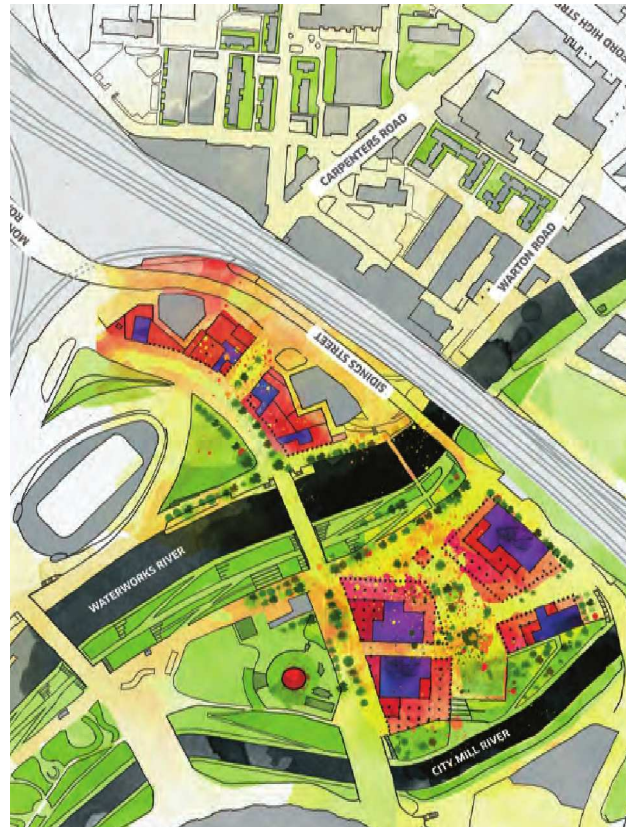 CARPENTERS ROAD
WARTON ROAD
SIDINGS STREET
WATERWORKS RIVER
CITY MILL RIVER